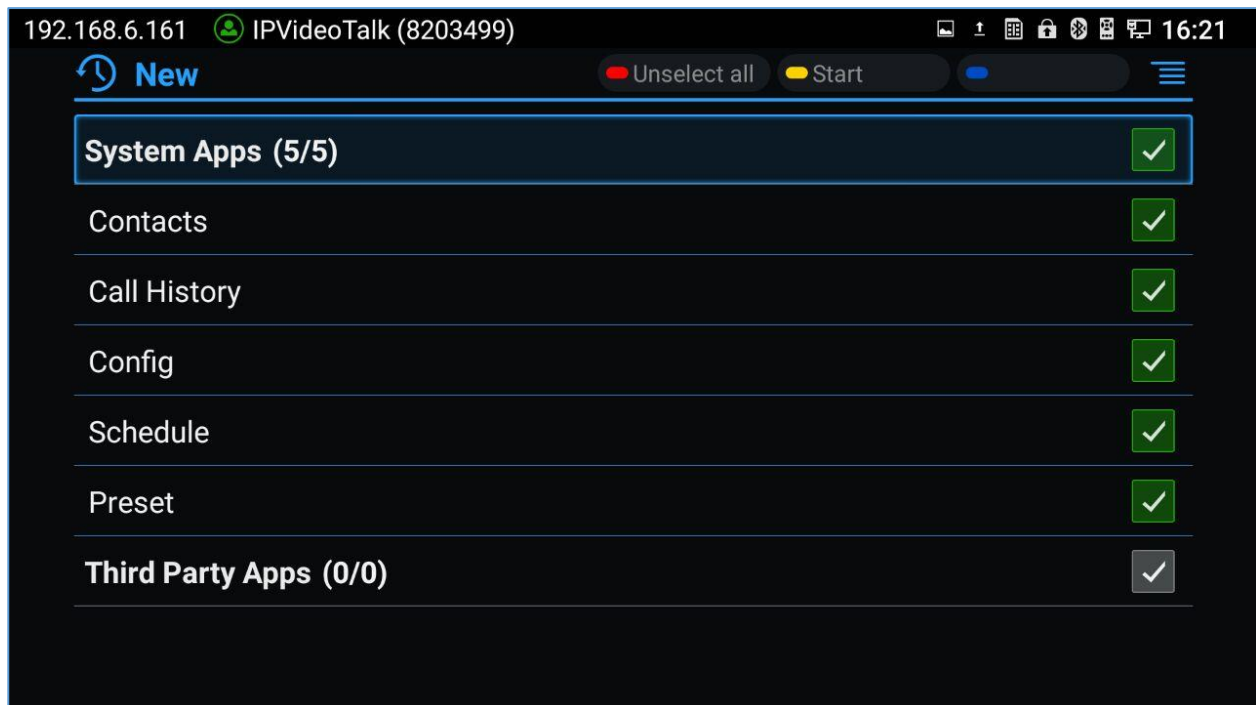 192.168.6.161 IPVideoTalk (8203499) 16:21
New Unselect all Start
System Apps (5/5)
Contacts
Call History
Config
Schedule
Preset
Third Party Apps (0/0)